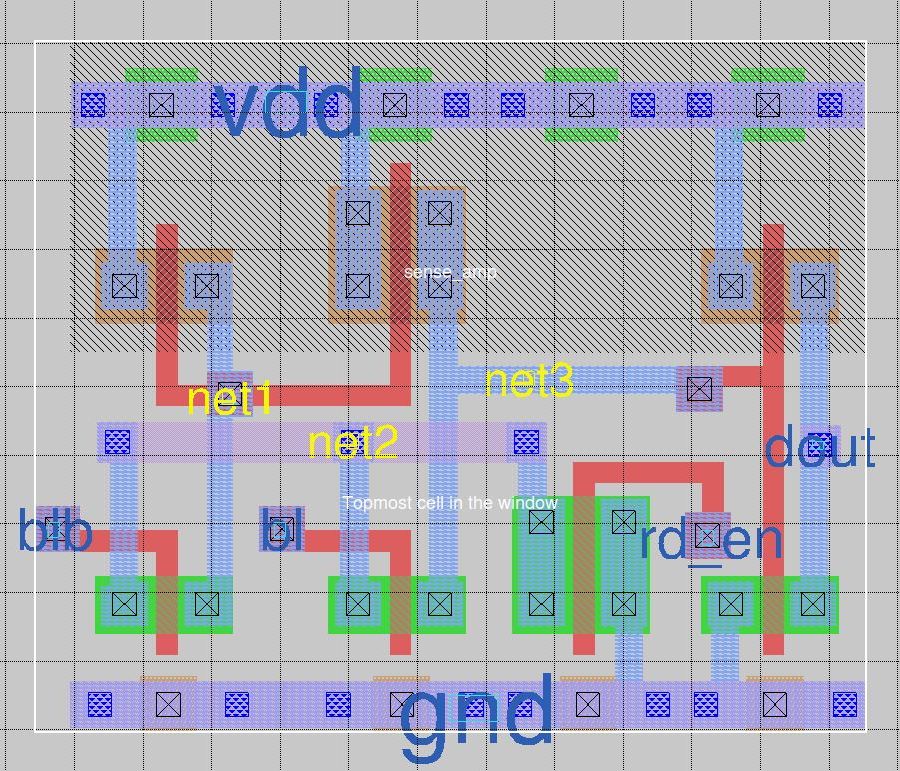 vdd
sense_amp
net3
net1
net2
dout
Topmost cell in the window
blb
bl
rd_en
gnd